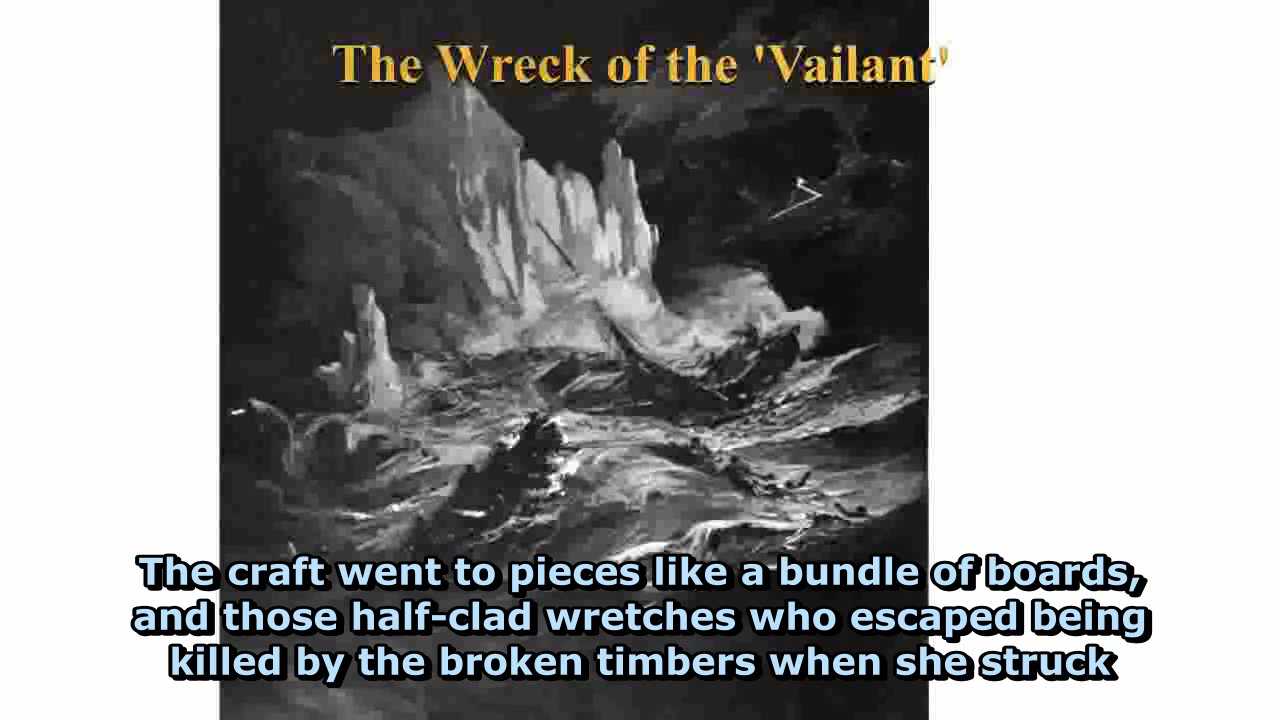 The Wreck of the 'Vailant'
The craft went to pieces like a bundle of boards,
and those half-clad wretches who escaped being
killed by the broken timbers when she struck